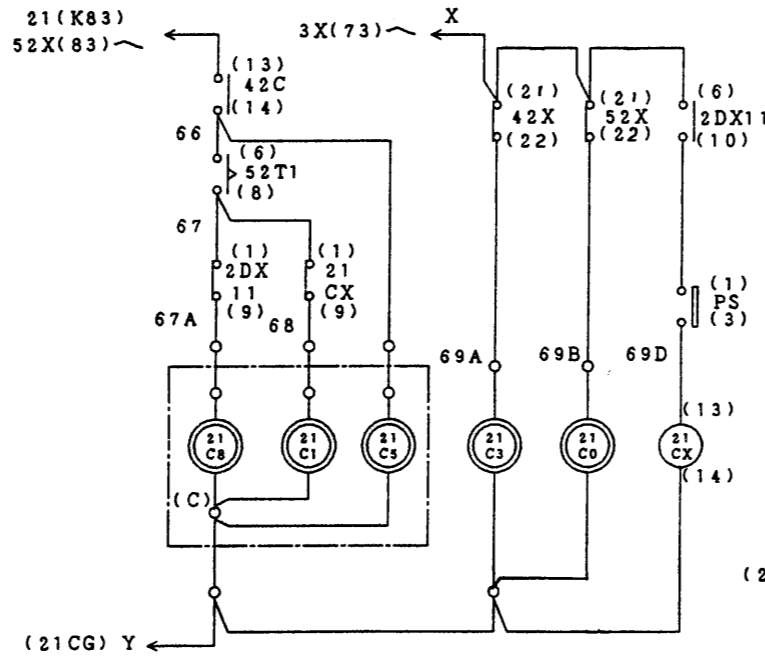 21(K83)
52X(83)
3X(73)
X
(13)
42C
(14)
66
(6)
52T1
(8)
67
(1)
2DX
11
(9)
67A
(1)
21
CX
(9)
68
(21)
42X
(22)
(21)
52X
(22)
(6)
2DX11
(10)
(1)
PS
(3)
69A
69B
69D
(13)
21
C8
21
C1
21
C5
21
C3
21
C0
21
CX
(14)
(C)
(2
(21CG) Y